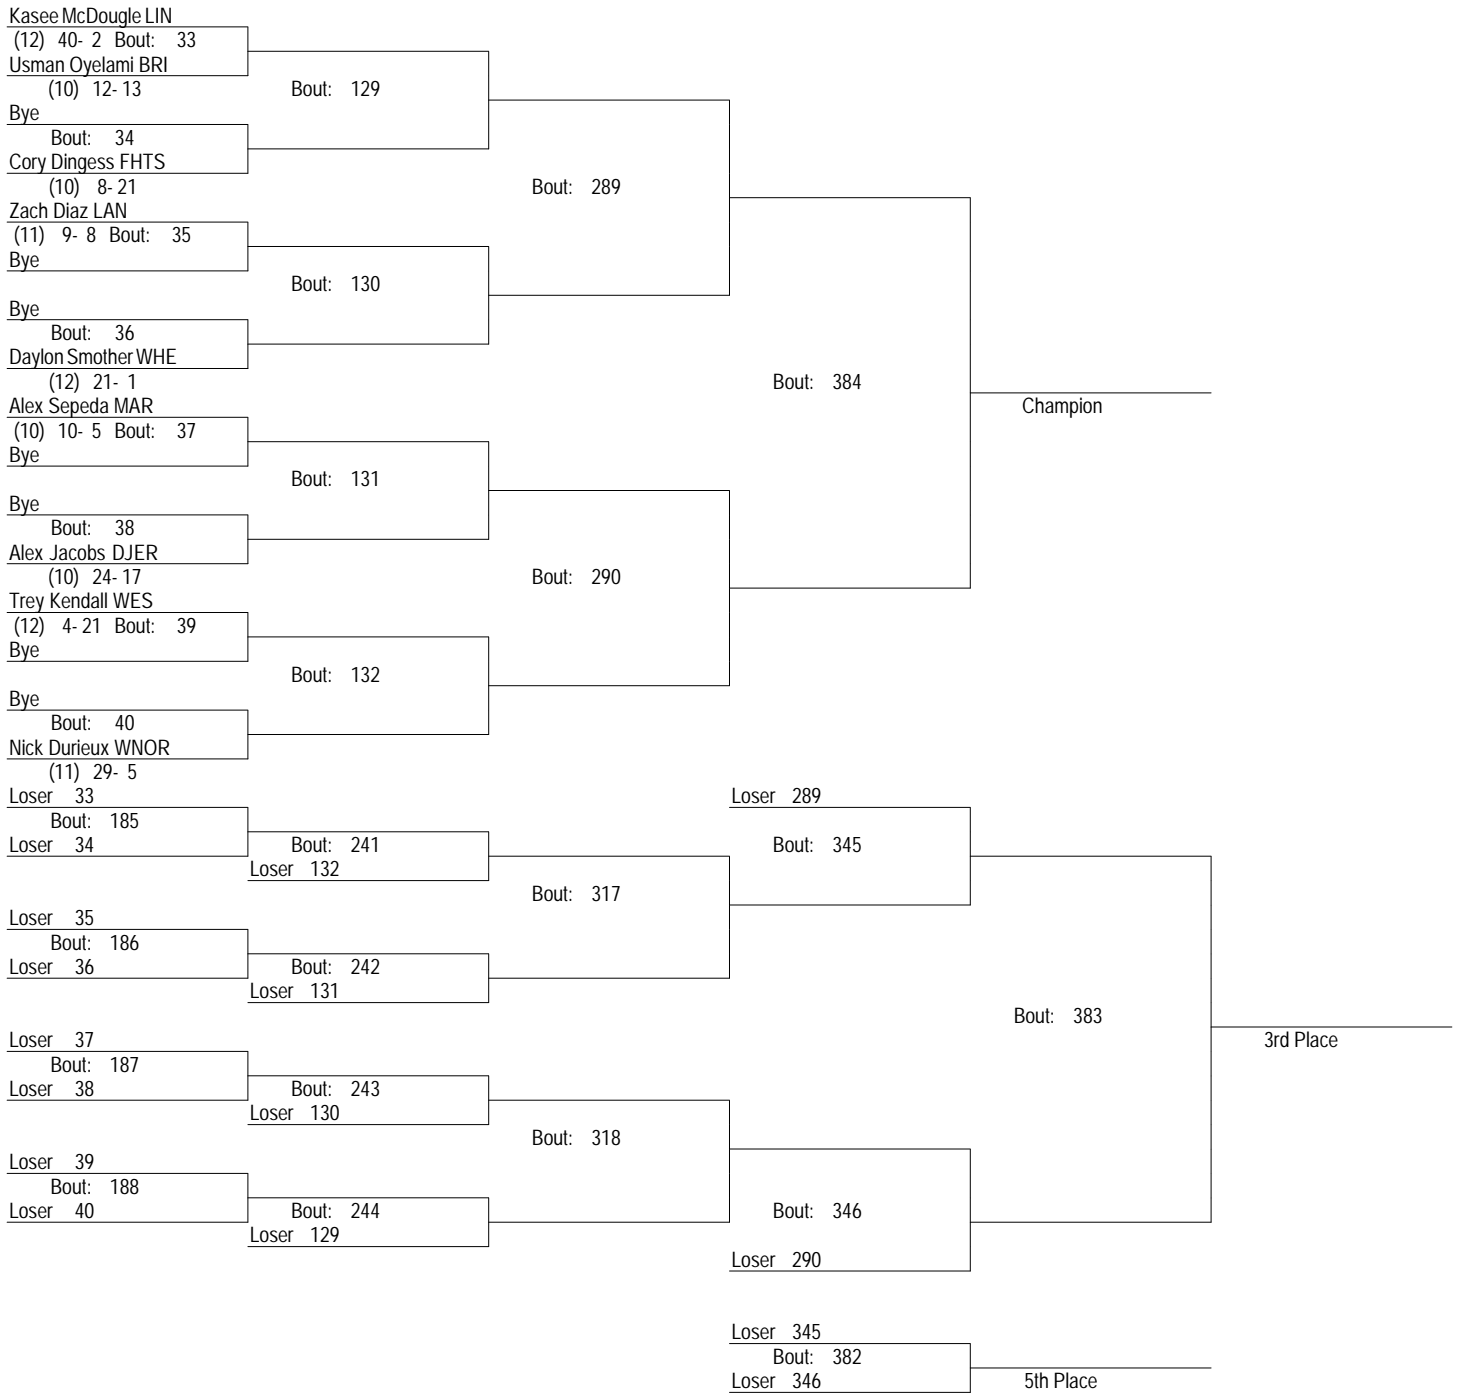 Kasee McDougle LIN
(12) 40- 2 Bout: 33
Usman Oyelami BRI
(10) 12- 13
Bout: 129
Bye
Bout: 34
Cory Dingess FHTS
(10) 8- 21
Bout: 289
Zach Diaz LAN
(11) 9- 8 Bout: 35
Bye
Bout: 130
Bye
Bout: 36
Daylon Smother WHE
(12) 21- 1
Bout: 384
Champion
Alex Sepeda MAR
(10) 10- 5 Bout: 37
Bye
Bout: 131
Bye
Bout: 38
Alex Jacobs DJER
(10) 24- 17
Bout: 290
Trey Kendall WES
(12) 4- 21 Bout: 39
Bye
Bout: 132
Bye
Bout: 40
Nick Durieux WNOR
(11) 29- 5
Loser 33
Bout: 185
Loser 34
Bout: 241
Loser 132
Bout: 317
Loser 289
Bout: 345
Loser 35
Bout: 186
Loser 36
Bout: 242
Loser 131
Bout: 383
3rd Place
Loser 37
Bout: 187
Loser 38
Bout: 243
Loser 130
Bout: 318
Loser 39
Bout: 188
Loser 40
Bout: 244
Loser 129
Bout: 346
Loser 290
Loser 345
Bout: 382
Loser 346
5th Place